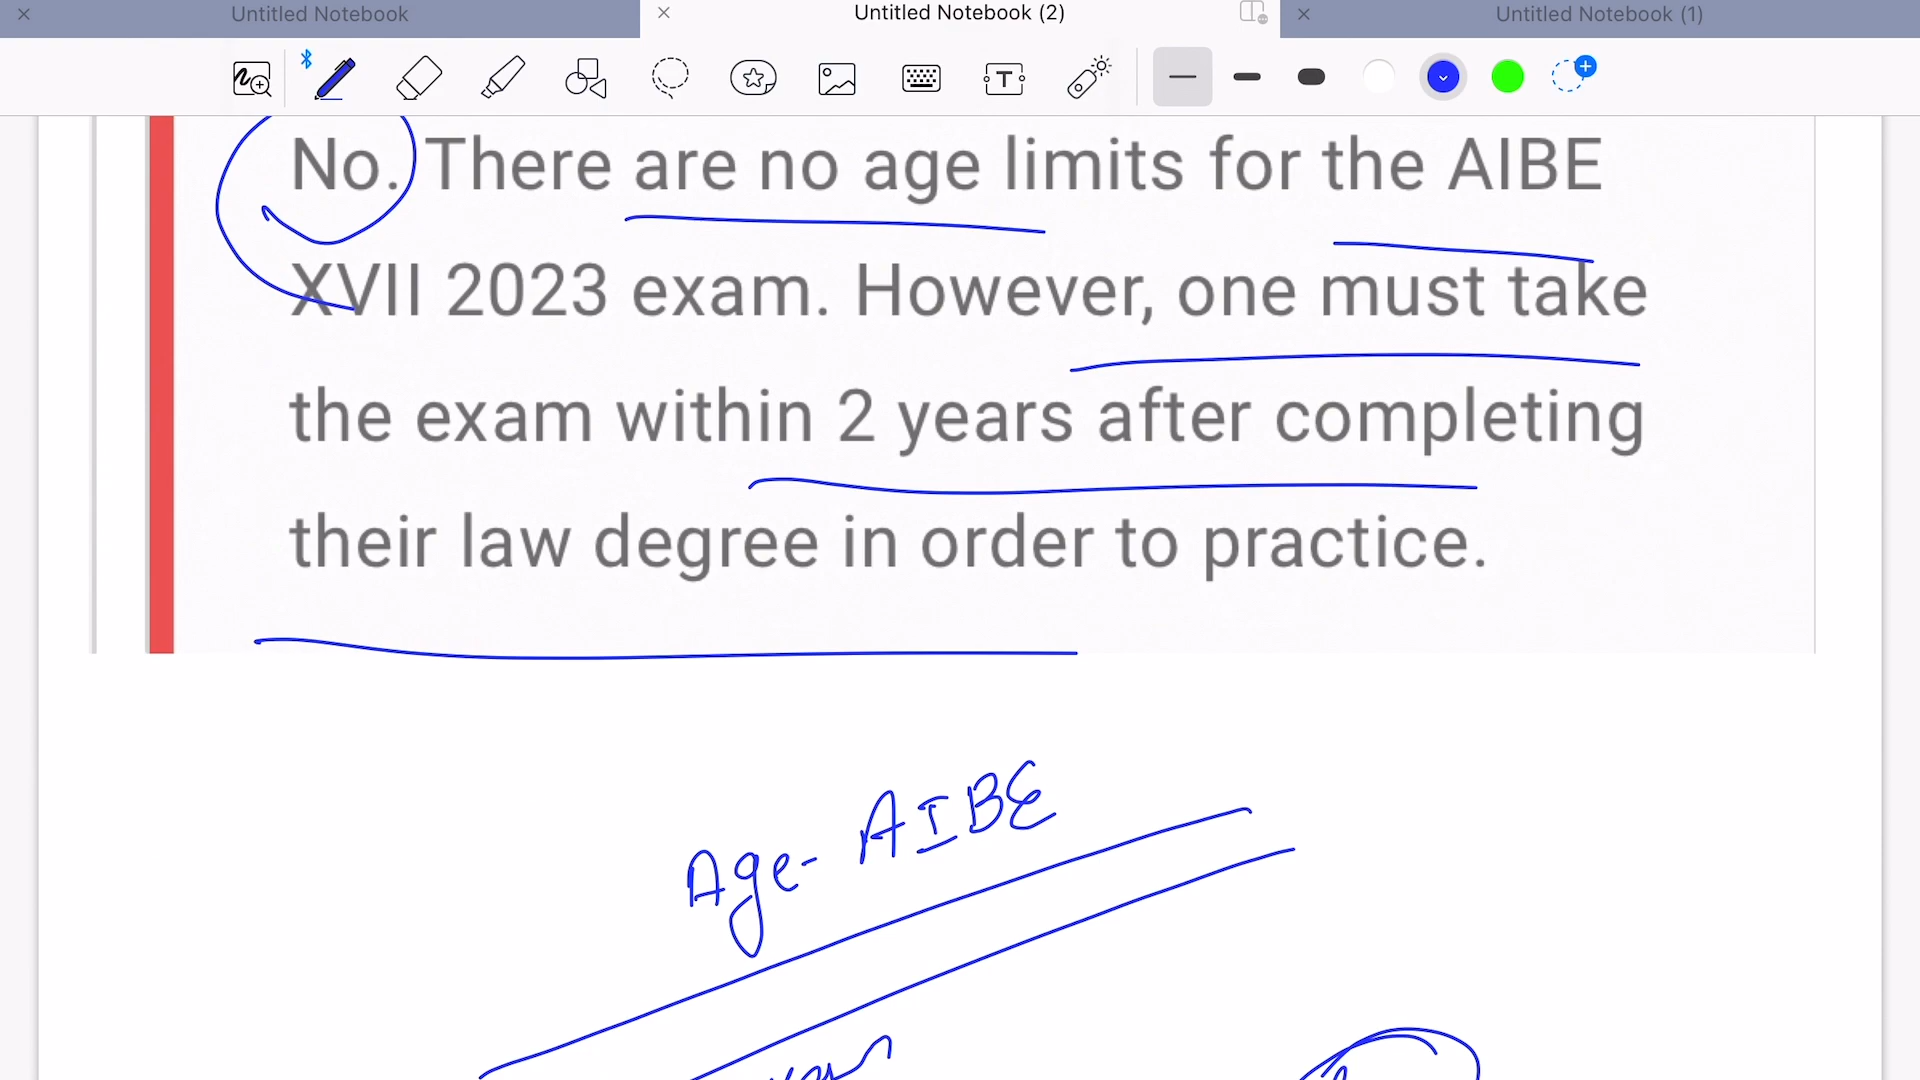 Untitled Notebook Untitled Notebook (2) Untitled Notebook (1)
T
No. There are no age limits for the AIBE
XVII 2023 exam. However, one must take
the exam within 2 years after completing
their law degree in order to practice.
Age- AIBE